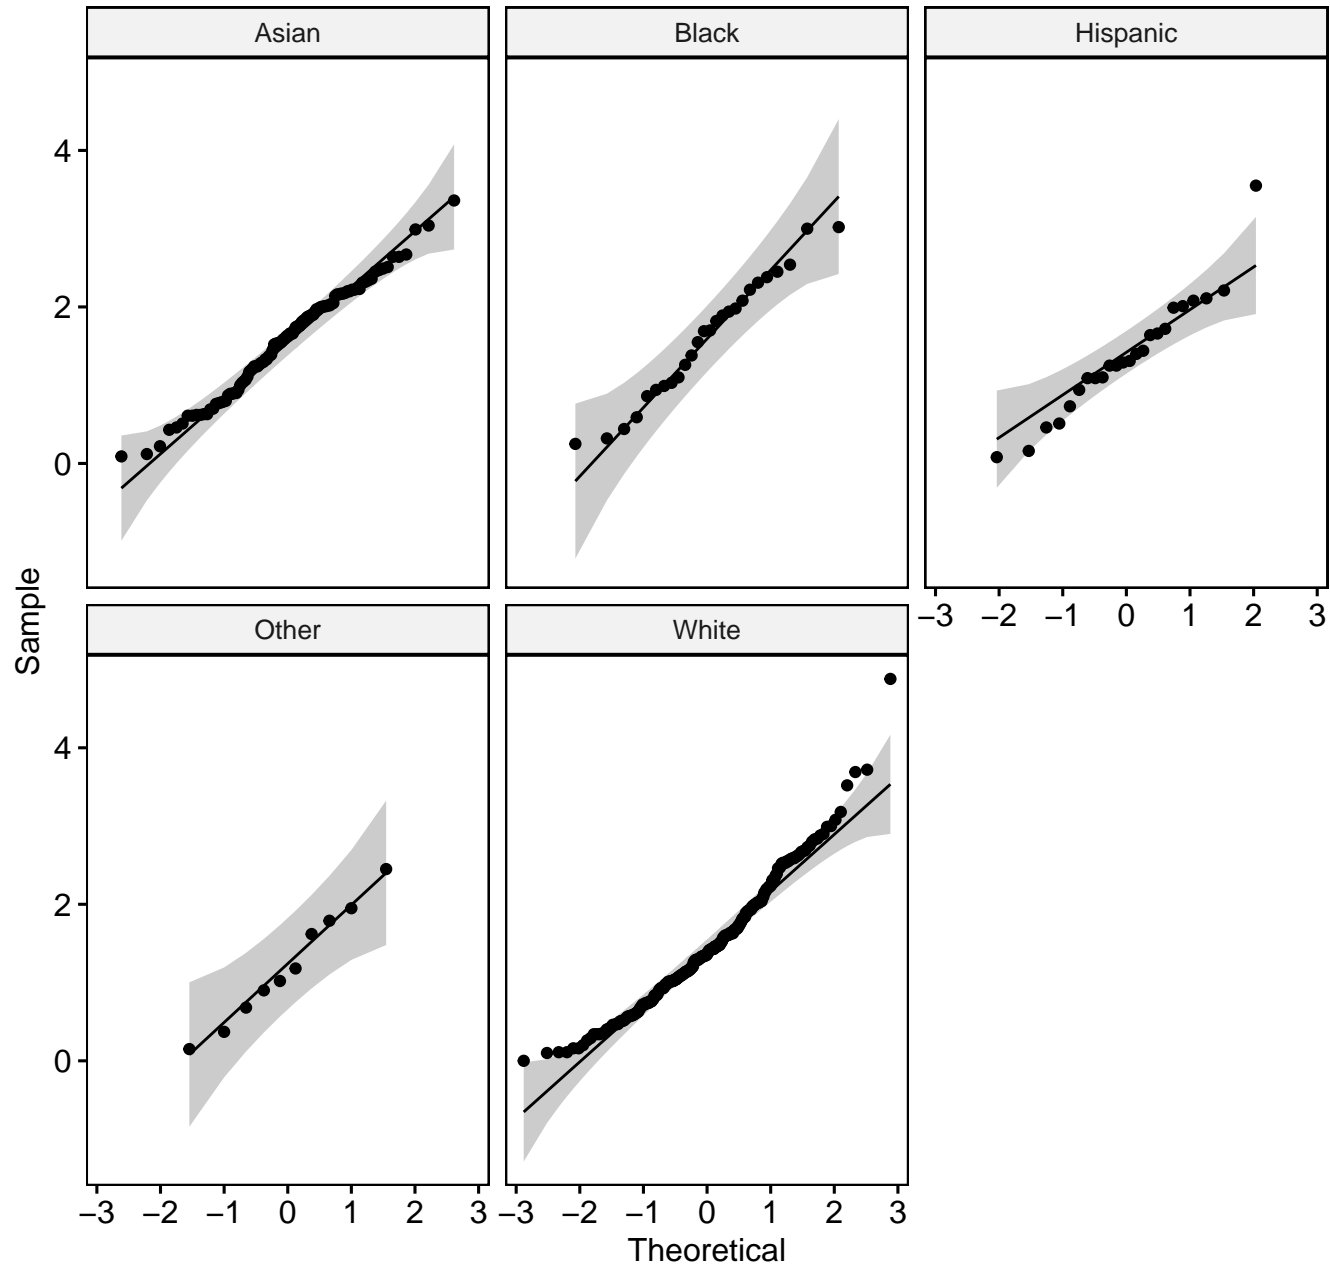 Asian Black Hispanic
4
2
0
−3 −2 −1 0 1 2 3
Other White
4
2
0
−3 −2 −1 0 1 2 3 −3 −2 −1 0 1 2 3
Sample
Theoretical